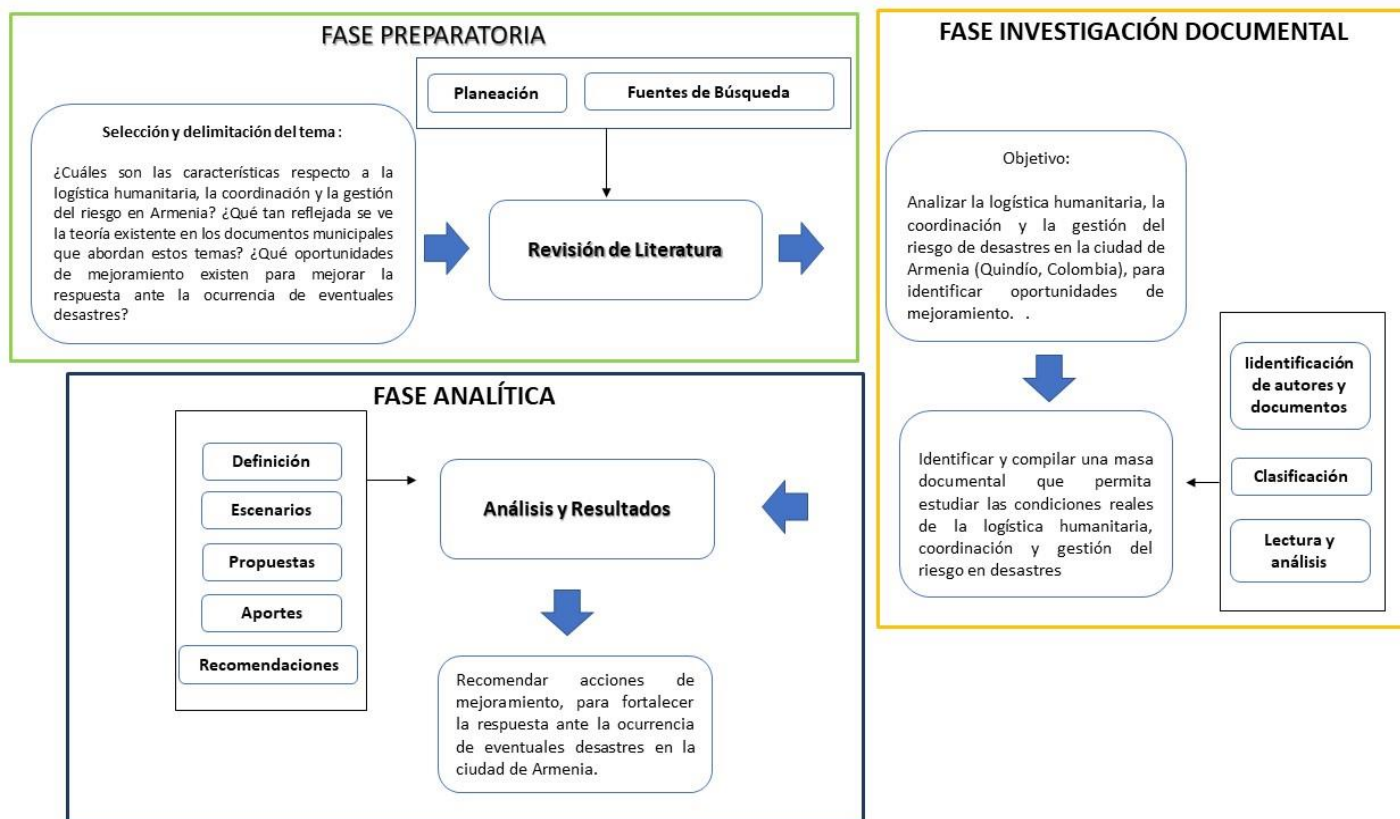 FASE PREPARATORIA
Planeación
Fuentes de Búsqueda
Selección y delimitación del tema :
¿Cuáles son las características respecto a la
logística humanitaria, la coordinación y la gestión
del riesgo en Armenia? ¿Qué tan reflejada se ve
la teoría existente en los documentos municipales
que abordan estos temas? ¿Qué oportunidades
de mejoramiento existen para mejorar la
respuesta ante la ocurrencia de eventuales
desastres?
Revisión de Literatura
FASE INVESTIGACIÓN DOCUMENTAL
Objetivo:
Analizar la logística humanitaria, la
coordinación y la gestión del
riesgo de desastres en la ciudad de
Armenia (Quindío, Colombia), para
identificar oportunidades de
mejoramiento. .
Identificar y compilar una masa
documental que permita
estudiar las condiciones reales
de la logística humanitaria,
coordinación y gestión del
riesgo en desastres
Iidentificación
de autores y
documentos
Clasificación
Lectura y
análisis
FASE ANALÍTICA
Definición
Escenarios
Propuestas
Aportes
Recomendaciones
Análisis y Resultados
Recomendar acciones de
mejoramiento, para fortalecer
la respuesta ante la ocurrencia
de eventuales desastres en la
ciudad de Armenia.